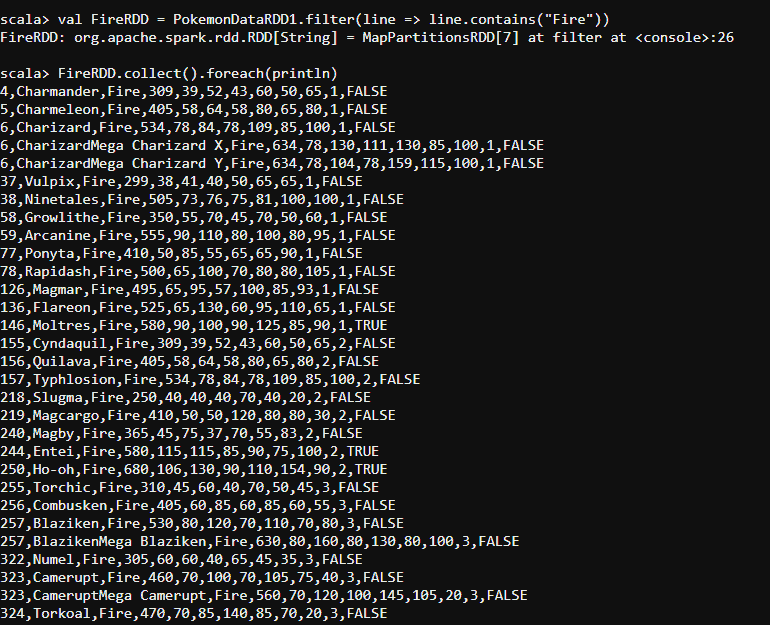 scala> val FireRDD = PokemonDataRDD1.filter(line => line.contains("Fire"))
FireRDD: org.apache.spark.rdd.RDD[String] = MapPartitionsRDD[7] at filter at <console>:26
scala> FireRDD.collect().foreach(println)
4,Charmander,Fire,309,39,52,43,60,50,65,1,FALSE
5,Charmeleon,Fire,405,58,64,58,80,65,80,1,FALSE
6,Charizard,Fire,534,78,84,78,109,85,100,1,FALSE
6,CharizardMega Charizard X,Fire,634,78,130,111,130,85,100,1,FALSE
6,CharizardMega Charizard Y,Fire,634,78,104,78,159,115,100,1,FALSE
37,Vulpix,Fire,299,38,41,40,50,65,65,1,FALSE
38,Ninetales,Fire,505,73,76,75,81,100,100,1,FALSE
58,Growlithe,Fire,350,55,70,45,70,50,60,1,FALSE
59,Arcanine,Fire,555,90,110,80,100,80,95,1,FALSE
77,Ponyta,Fire,410,50,85,55,65,65,90,1,FALSE
78,Rapidash,Fire,500,65,100,70,80,80,105,1,FALSE
126,Magmar,Fire,495,65,95,57,100,85,93,1,FALSE
136,Flareon,Fire,525,65,130,60,95,110,65,1,FALSE
146,Moltres,Fire,580,90,100,90,125,85,90,1,TRUE
155,Cyndaquil,Fire,309,39,52,43,60,50,65,2,FALSE
156,Quilava,Fire,405,58,64,58,80,65,80,2,FALSE
157,Typhlosion,Fire,534,78,84,78,109,85,100,2,FALSE
218,Slugma,Fire,250,40,40,40,70,40,20,2,FALSE
219,Magcargo,Fire,410,50,50,120,80,80,30,2,FALSE
240,Magby,Fire,365,45,75,37,70,55,83,2,FALSE
244,Entei,Fire,580,115,115,85,90,75,100,2,TRUE
250,Ho-oh,Fire,680,106,130,90,110,154,90,2,TRUE
255,Torchic,Fire,310,45,60,40,70,50,45,3,FALSE
256,Combusken,Fire,405,60,85,60,85,60,55,3,FALSE
257,Blaziken,Fire,530,80,120,70,110,70,80,3,FALSE
257,BlazikenMega Blaziken,Fire,630,80,160,80,130,80,100,3,FALSE
322,Numel,Fire,305,60,60,40,65,45,35,3,FALSE
323,Camerupt,Fire,460,70,100,70,105,75,40,3,FALSE
323,CameruptMega Camerupt,Fire,560,70,120,100,145,105,20,3,FALSE
324,Torkoal,Fire,470,70,85,140,85,70,20,3,FALSE